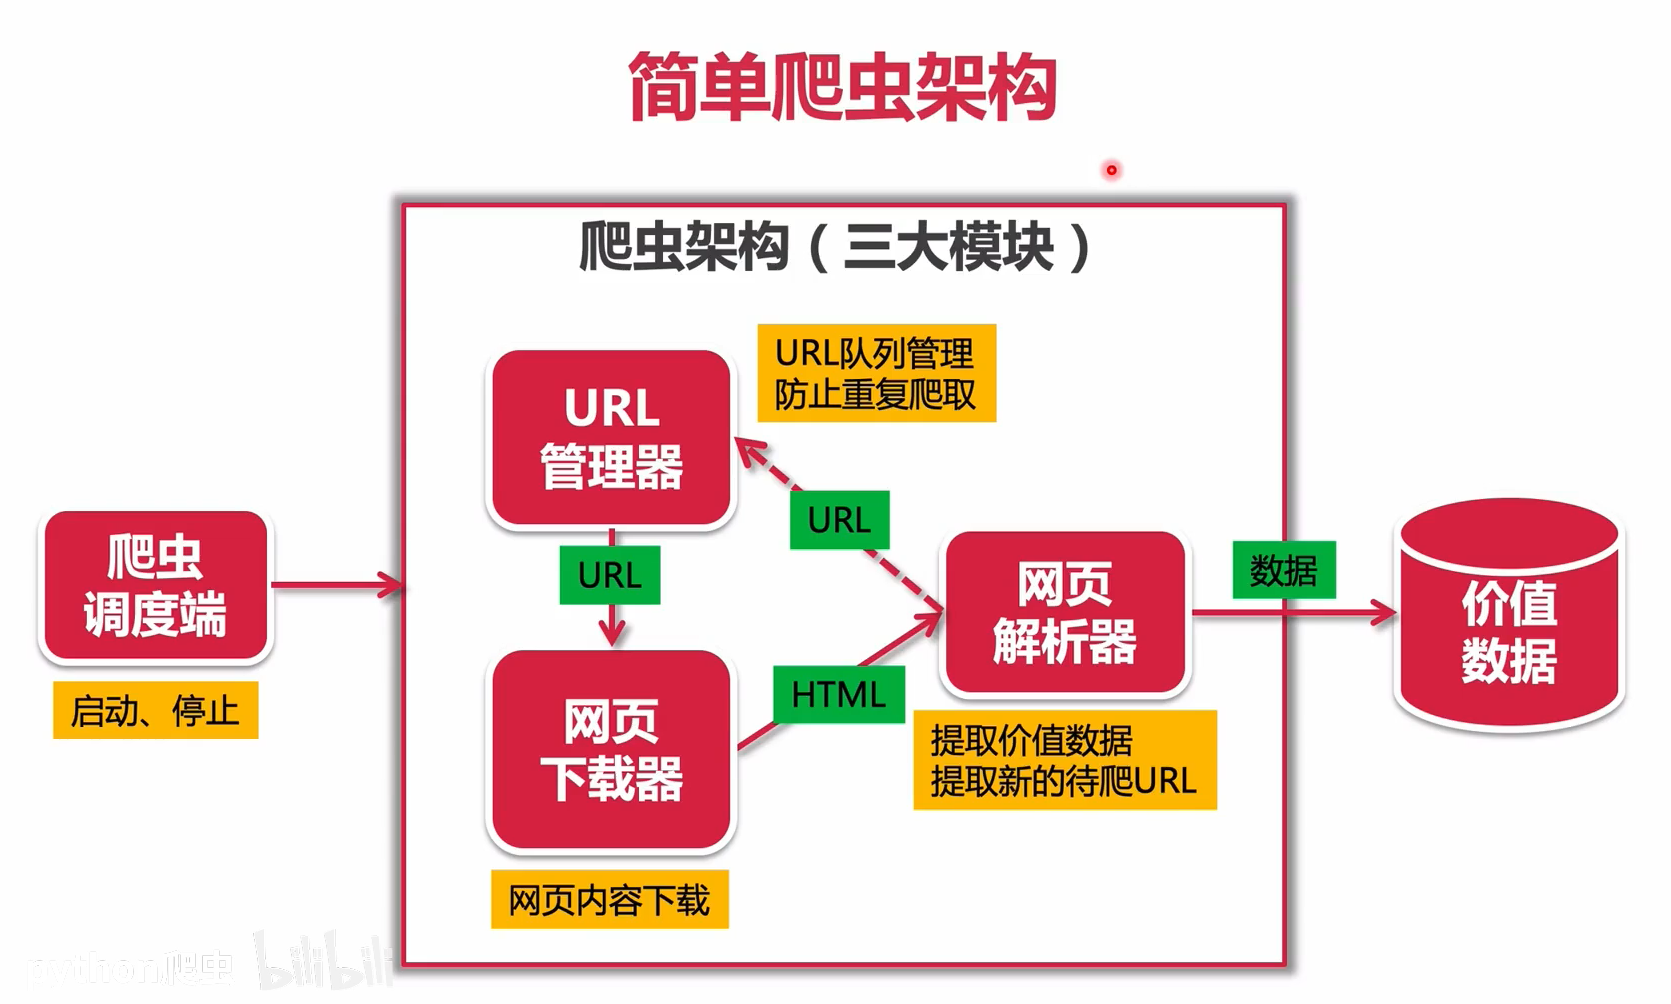 简单爬虫架构
爬虫架构（三大模块）
URL
管理器
URL队列管理
防止重复爬取
URL
URL
爬虫
调度端
启动、停止
网页
下载器
网页内容下载
HTML
网页
解析器
提取价值数据
提取新的待爬URL
数据
价值
数据
python爬虫
bilibili